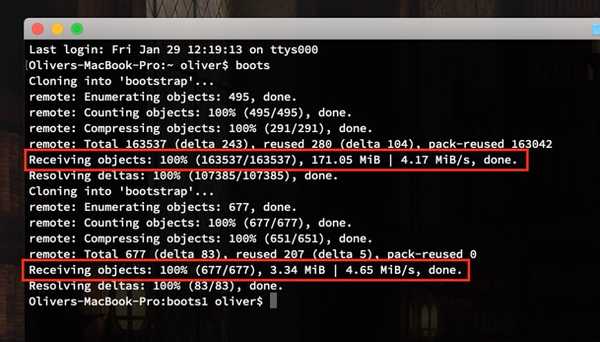 Last login: Fri Jan 29 12:19:13 on ttys000
[Olivers-MacBook-Pro:~ oliver$ boots
Cloning into 'bootstrap'...
remote: Enumerating objects: 495, done.
remote: Counting objects: 100% (495/495), done.
remote: Compressing objects: 100% (291/291), done.
remote: Total 163537 (delta 243), reused 280 (delta 104), pack-reused 163042
Receiving objects: 100% (163537/163537), 171.05 MiB | 4.17 MiB/s, done.
Resolving deltas: 100% (107385/107385), done.
Cloning into 'bootstrap'...
remote: Enumerating objects: 677, done.
remote: Counting objects: 100% (677/677), done.
remote: Compressing objects: 100% (651/651), done.
remote: Total 677 (delta 83), reused 207 (delta 5), pack-reused 0
Receiving objects: 100% (677/677), 3.34 MiB | 4.65 MiB/s, done.
Resolving deltas: 100% (83/83), done.
Olivers-MacBook-Pro:boots1 oliver$